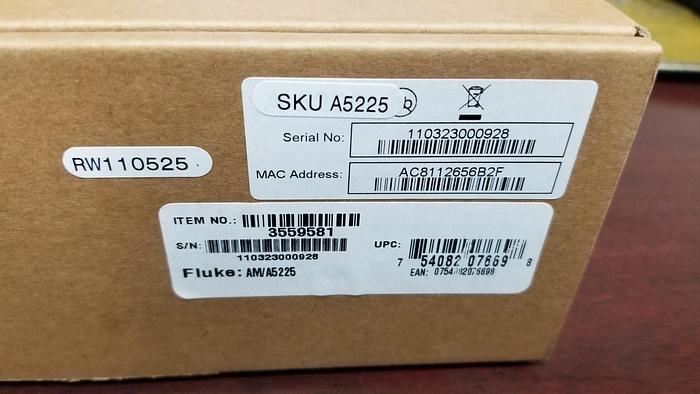 SKU A5225 b
Serial No:
110323000928
MAC Address:
AC8112656B2F
RW110525
ITEM NO.:
3559581
S/N:
110323000928
Fluke: AM/A5225
UPC:
7 54082 07669 8
EAN: